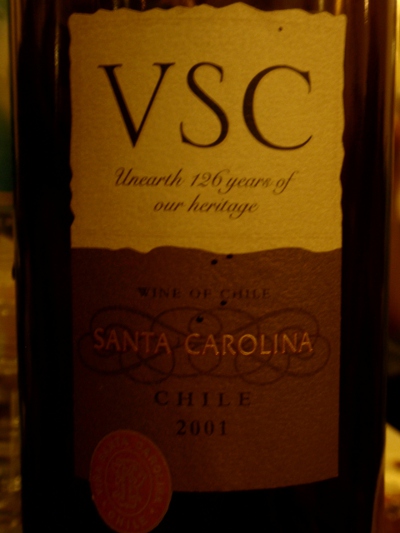 VSC
Unearth 126 years of
our heritage
WINE OF CHILE
SANTA CAROLINA
CHILE
2001